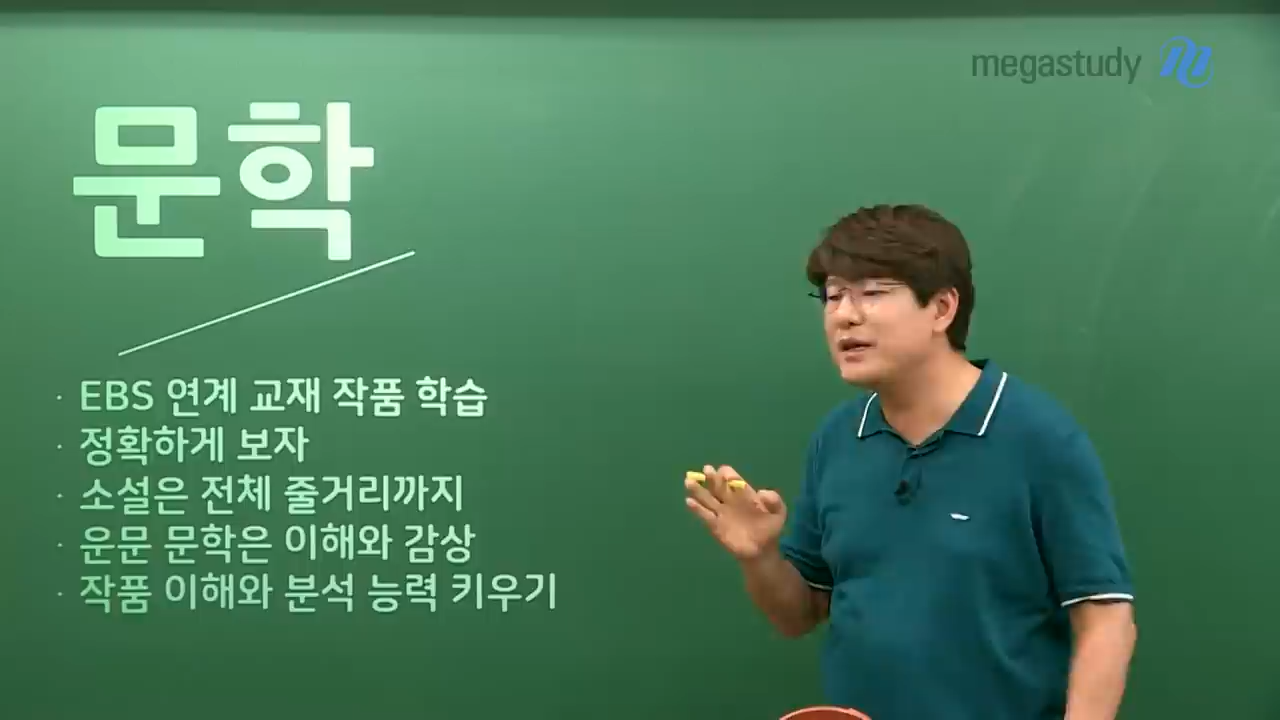 megastudy
문학
· EBS 연계 교재 작품 학습
· 정확하게 보자
· 소설은 전체 줄거리까지
· 운문 문학은 이해와 감상
· 작품 이해와 분석 능력 키우기